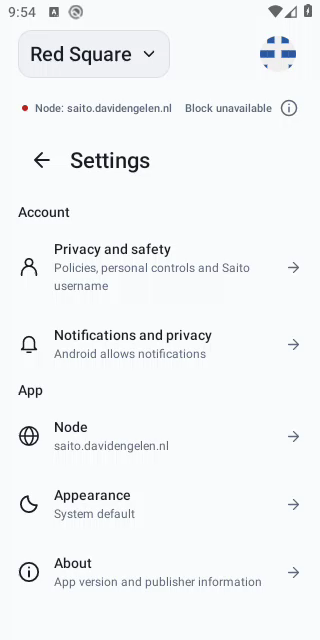 9:54
Red Square
Node: saito.davidengelen.nl Block unavailable
Settings
Account
Privacy and safety
Policies, personal controls and Saito
username
Notifications and privacy
Android allows notifications
App
Node
saito.davidengelen.nl
Appearance
System default
About
App version and publisher information